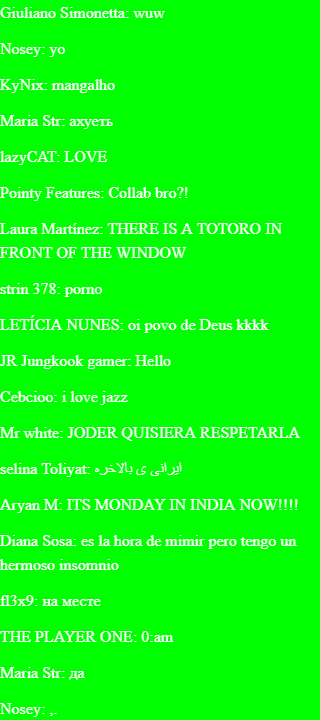 Giuliano Simonetta: wuw
Nosey: yo
KyNix: mangalho
Maria Str: ахуеть
lazyCAT: LOVE
Pointy Features: Collab bro?!
Laura Martínez: THERE IS A TOTORO IN
FRONT OF THE WINDOW
strin 378: porno
LETÍCIA NUNES: oi povo de Deus kkkk
JR Jungkook gamer: Hello
Cebcioo: i love jazz
Mr white: JODER QUISIERA RESPETARLA
selina Toliyat: ایرانی ی بالاخره
Aryan M: ITS MONDAY IN INDIA NOW!!!!
Diana Sosa: es la hora de mimir pero tengo un
hermoso insomnio
fl3x9: на месте
THE PLAYER ONE: 0:am
Maria Str: да
Nosey: ,.